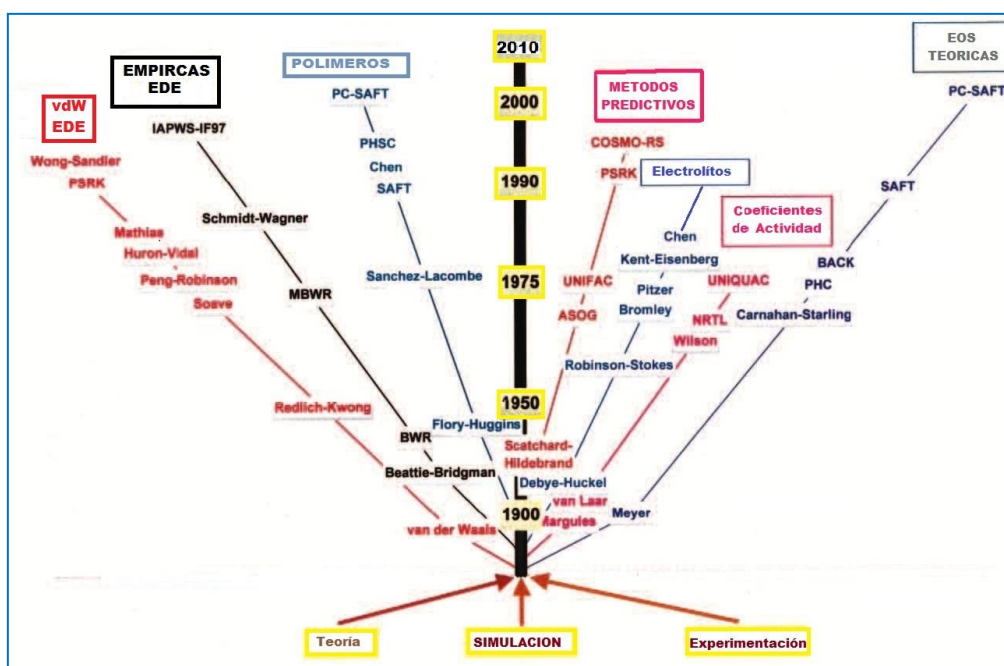 2010
EOS
TEORICAS
POLIMEROS
EMPIRCAS
EDE
METODOS
PREDICTIVOS
vdW
EDE
PC-SAFT
2000
PC-SAFT
IAPWS-IF97
PHSC
COSMO-RS
Wong-Sandler
Chen
PSRK
Electrolítos
PSRK
SAFT
1990
SAFT
Schmidt-Wagner
Coeficientes
de Actividad
Mathias
Chen
Huron-Vidal
Kent-Eisenberg
BACK
Peng-Robinson
Sanchez-Lacombe
1975
UNIFAC
Pitzer
UNIQUAC
PHC
Soave
MBWR
ASOG
Bromley
NRTL
Carnahan-Starling
Wilson
Robinson-Stokes
Redlich-Kwong
1950
Flory-Huggins
BWR
Scatchard-
Hildebrand
Beattie-Bridgman
Debye-Huckel
van Laar
1900
Meyer
van der Waals
Margules
Teoría
SIMULACION
Experimentación